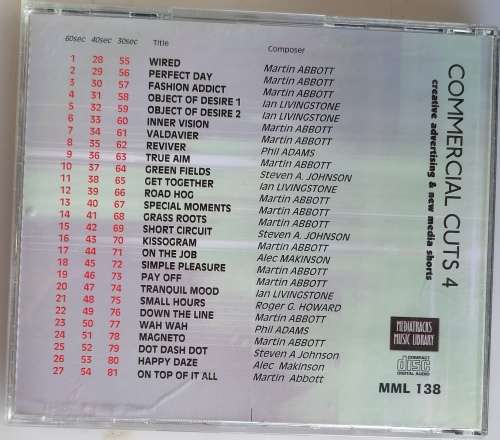 60sec 40sec 30sec Title Composer
1 28 55 WIRED Martin ABBOTT
2 29 56 PERFECT DAY Martin ABBOTT
3 30 57 FASHION ADDICT Martin ABBOTT
4 31 58 OBJECT OF DESIRE 1 Ian LIVINGSTONE
5 32 59 OBJECT OF DESIRE 2 Ian LIVINGSTONE
6 33 60 INNER VISION Martin ABBOTT
7 34 61 VALDAVIER Martin ABBOTT
8 35 62 REVIVER Phil ADAMS
9 36 63 TRUE AIM Martin ABBOTT
10 37 64 GREEN FIELDS Steven A. JOHNSON
11 38 65 GET TOGETHER Ian LIVINGSTONE
12 39 66 ROAD HOG Martin ABBOTT
13 40 67 SPECIAL MOMENTS Martin ABBOTT
14 41 68 GRASS ROOTS Martin ABBOTT
15 42 69 SHORT CIRCUIT Steven A. JOHNSON
16 43 70 KISSOGRAM Martin ABBOTT
17 44 71 ON THE JOB Alec MAKINSON
18 45 72 SIMPLE PLEASURE Martin ABBOTT
19 46 73 PAY OFF Martin ABBOTT
20 47 74 TRANQUIL MOOD Ian LIVINGSTONE
21 48 75 SMALL HOURS Roger G. HOWARD
22 49 76 DOWN THE LINE Martin ABBOTT
23 50 77 WAH WAH Phil ADAMS
24 51 78 MAGNETO Martin ABBOTT
25 52 79 DOT DASH DOT Steven A Johnson
26 53 80 HAPPY DAZE Alec Makinson
27 54 81 ON TOP OF IT ALL Martin Abbott
COMMERCIAL CUTS 4
creative advertising & new media shorts
MEDIATRACKS
MUSIC LIBRARY
COMPACT
disc
DIGITAL AUDIO
MML 138